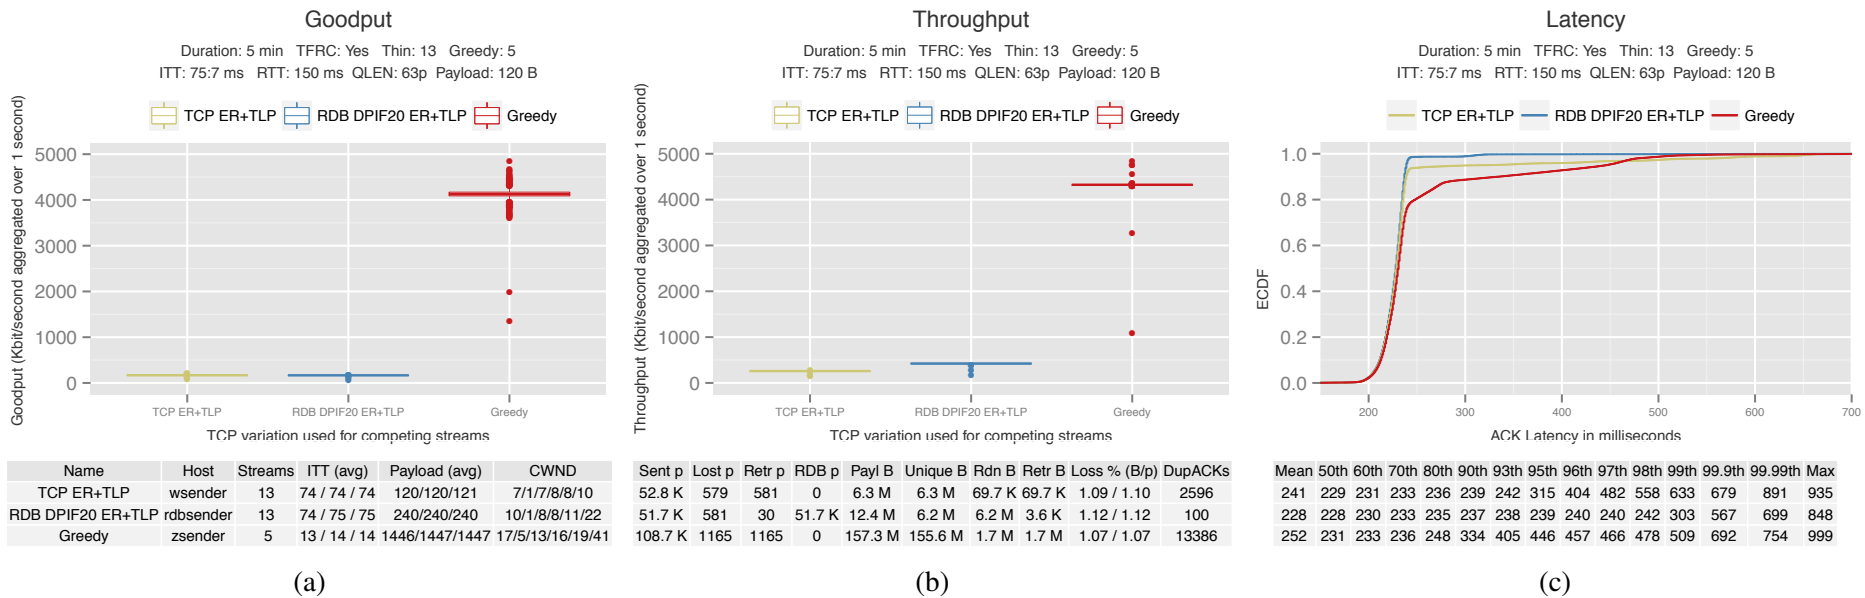 Goodput
Duration: 5 min TFRC: Yes Thin: 13 Greedy: 5
ITT: 75:7 ms RTT: 150 ms QLEN: 63p Payload: 120 B
TCP ER+TLP RDB DPIF20 ER+TLP Greedy
Goodput (Kbit/second aggregated over 1 second)
5000
4000
3000
2000
1000
0
TCP ER+TLP RDB DPIF20 ER+TLP Greedy
TCP variation used for competing streams
Name Host Streams ITT (avg) Payload (avg) CWND
TCP ER+TLP wsender 13 74 / 74 / 74 120/120/121 7/1/7/8/8/10
RDB DPIF20 ER+TLP rdbsender 13 74 / 75 / 75 240/240/240 10/1/8/8/11/22
Greedy zsender 5 13 / 14 / 14 1446/1447/1447 17/5/13/16/19/41
(a)
Throughput
Duration: 5 min TFRC: Yes Thin: 13 Greedy: 5
ITT: 75:7 ms RTT: 150 ms QLEN: 63p Payload: 120 B
TCP ER+TLP RDB DPIF20 ER+TLP Greedy
Throughput (Kbit/second aggregated over 1 second)
5000
4000
3000
2000
1000
0
TCP ER+TLP RDB DPIF20 ER+TLP Greedy
TCP variation used for competing streams
Sent p Lost p Retr p RDB p Payl B Unique B Rdn B Retr B Loss % (B/p) DupACKs
52.8 K 579 581 0 6.3 M 6.3 M 69.7 K 69.7 K 1.09 / 1.10 2596
51.7 K 581 30 51.7 K 12.4 M 6.2 M 6.2 M 3.6 K 1.12 / 1.12 100
108.7 K 1165 1165 0 157.3 M 155.6 M 1.7 M 1.7 M 1.07 / 1.07 13386
(b)
Latency
Duration: 5 min TFRC: Yes Thin: 13 Greedy: 5
ITT: 75:7 ms RTT: 150 ms QLEN: 63p Payload: 120 B
TCP ER+TLP RDB DPIF20 ER+TLP Greedy
ECDF
1.0
0.8
0.6
0.4
0.2
0.0
200 300 400 500 600 700
ACK Latency in milliseconds
Mean 50th 60th 70th 80th 90th 93th 95th 96th 97th 98th 99th 99.9th 99.99th Max
241 229 231 233 236 239 242 315 404 482 558 633 679 891 935
228 228 230 233 235 237 238 239 240 240 242 303 567 699 848
252 231 233 236 248 334 405 446 457 466 478 509 692 754 999
(c)